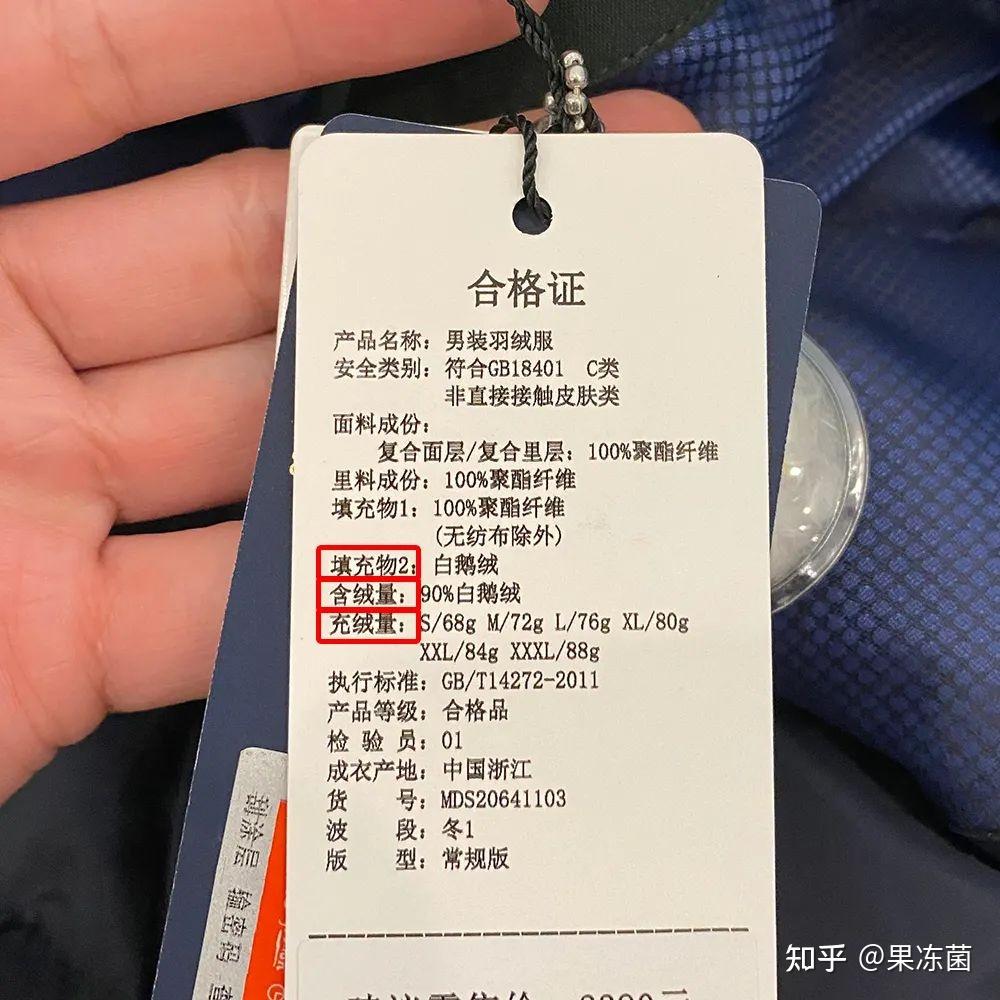 合格证
产品名称：男装羽绒服
安全类别：符合GB18401 C类
非直接接触皮肤类
面料成份：
复合面层/复合里层：100%聚酯纤维
里料成份：100%聚酯纤维
填充物1：100%聚酯纤维
(无纺布除外)
填充物2：白鹅绒
含绒量：90%白鹅绒
充绒量：S/68g M/72g L/76g XL/80g
XXL/84g XXXL/88g
执行标准：GB/T14272-2011
产品等级：合格品
检 验 员：01
成衣产地：中国浙江
货 号：MDS20641103
波 段：冬1
版 型：常规版
刮涂层 输密码
知乎 @果冻菌